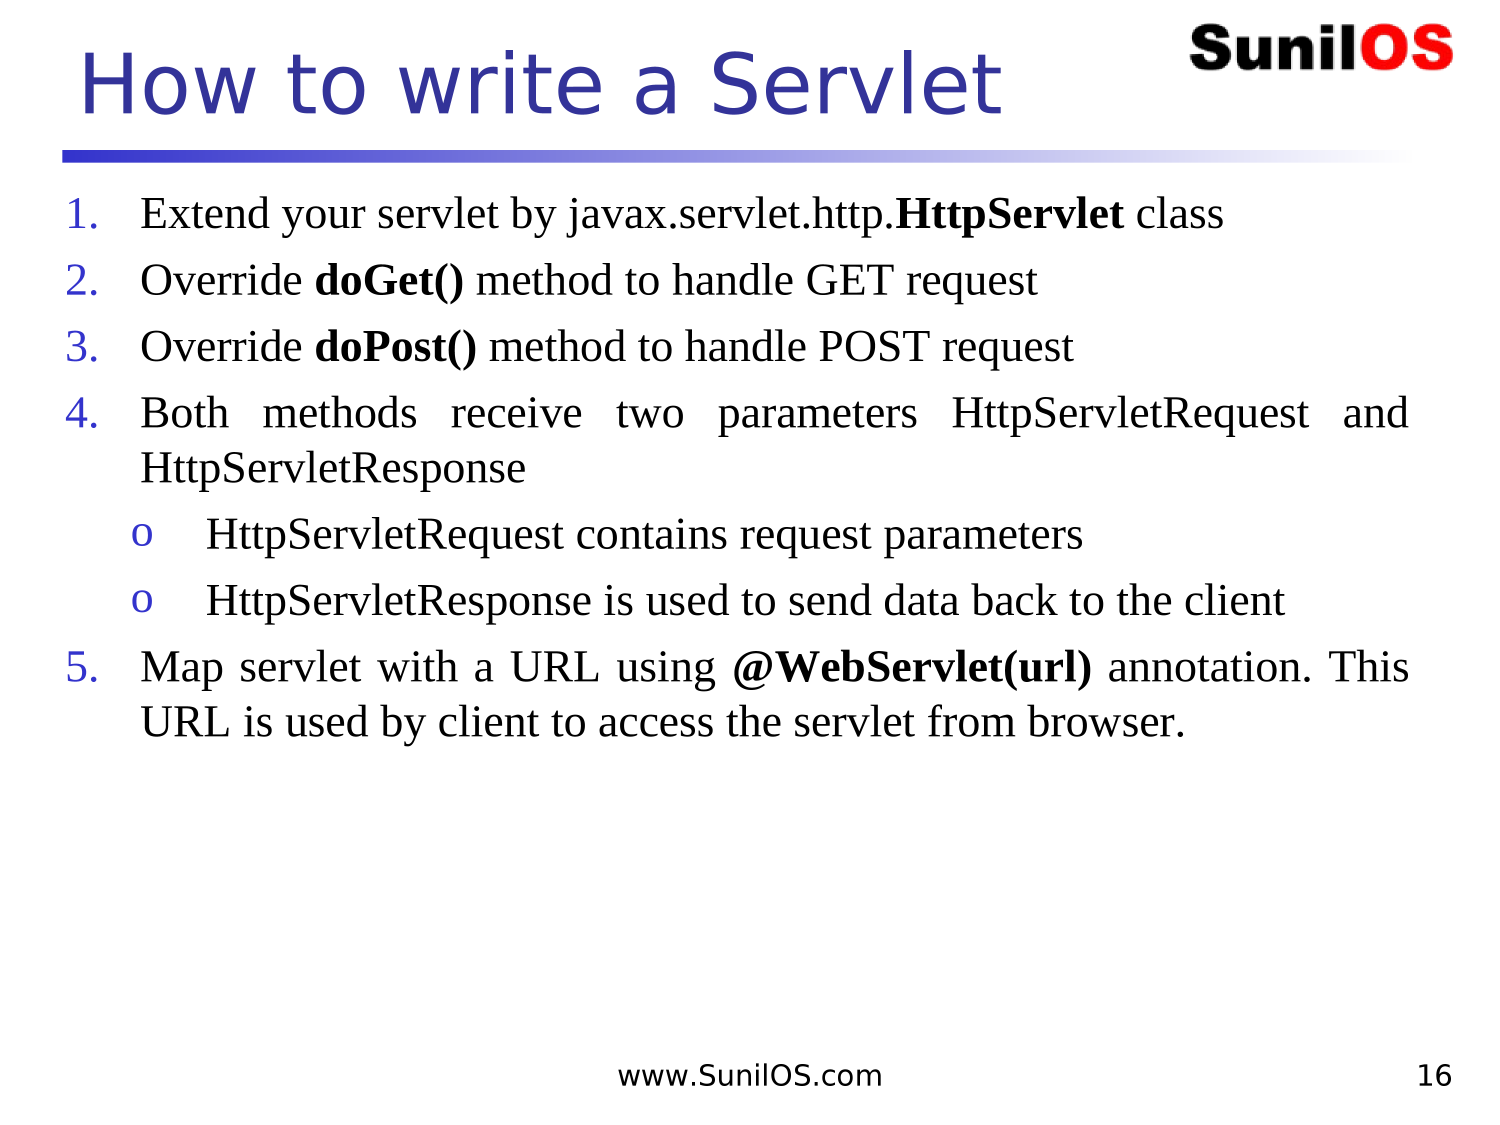 How to write a Servlet
SunilOS
1. Extend your servlet by javax.servlet.http.HttpServlet class
2. Override doGet() method to handle GET request
3. Override doPost() method to handle POST request
4. Both methods receive two parameters HttpServletRequest and
HttpServletResponse
o HttpServletRequest contains request parameters
o HttpServletResponse is used to send data back to the client
5. Map servlet with a URL using @WebServlet(url) annotation. This
URL is used by client to access the servlet from browser.
www.SunilOS.com
16